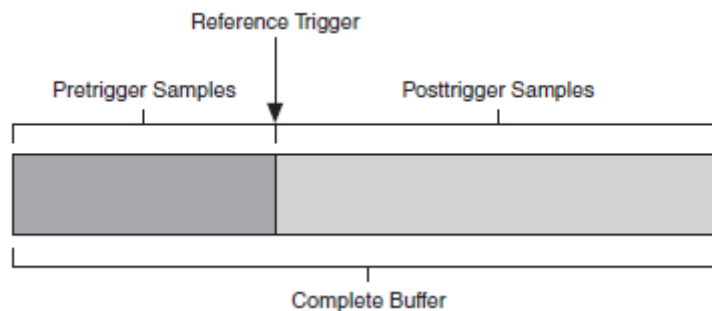 Reference Trigger
Pretrigger Samples
Posttrigger Samples
Complete Buffer